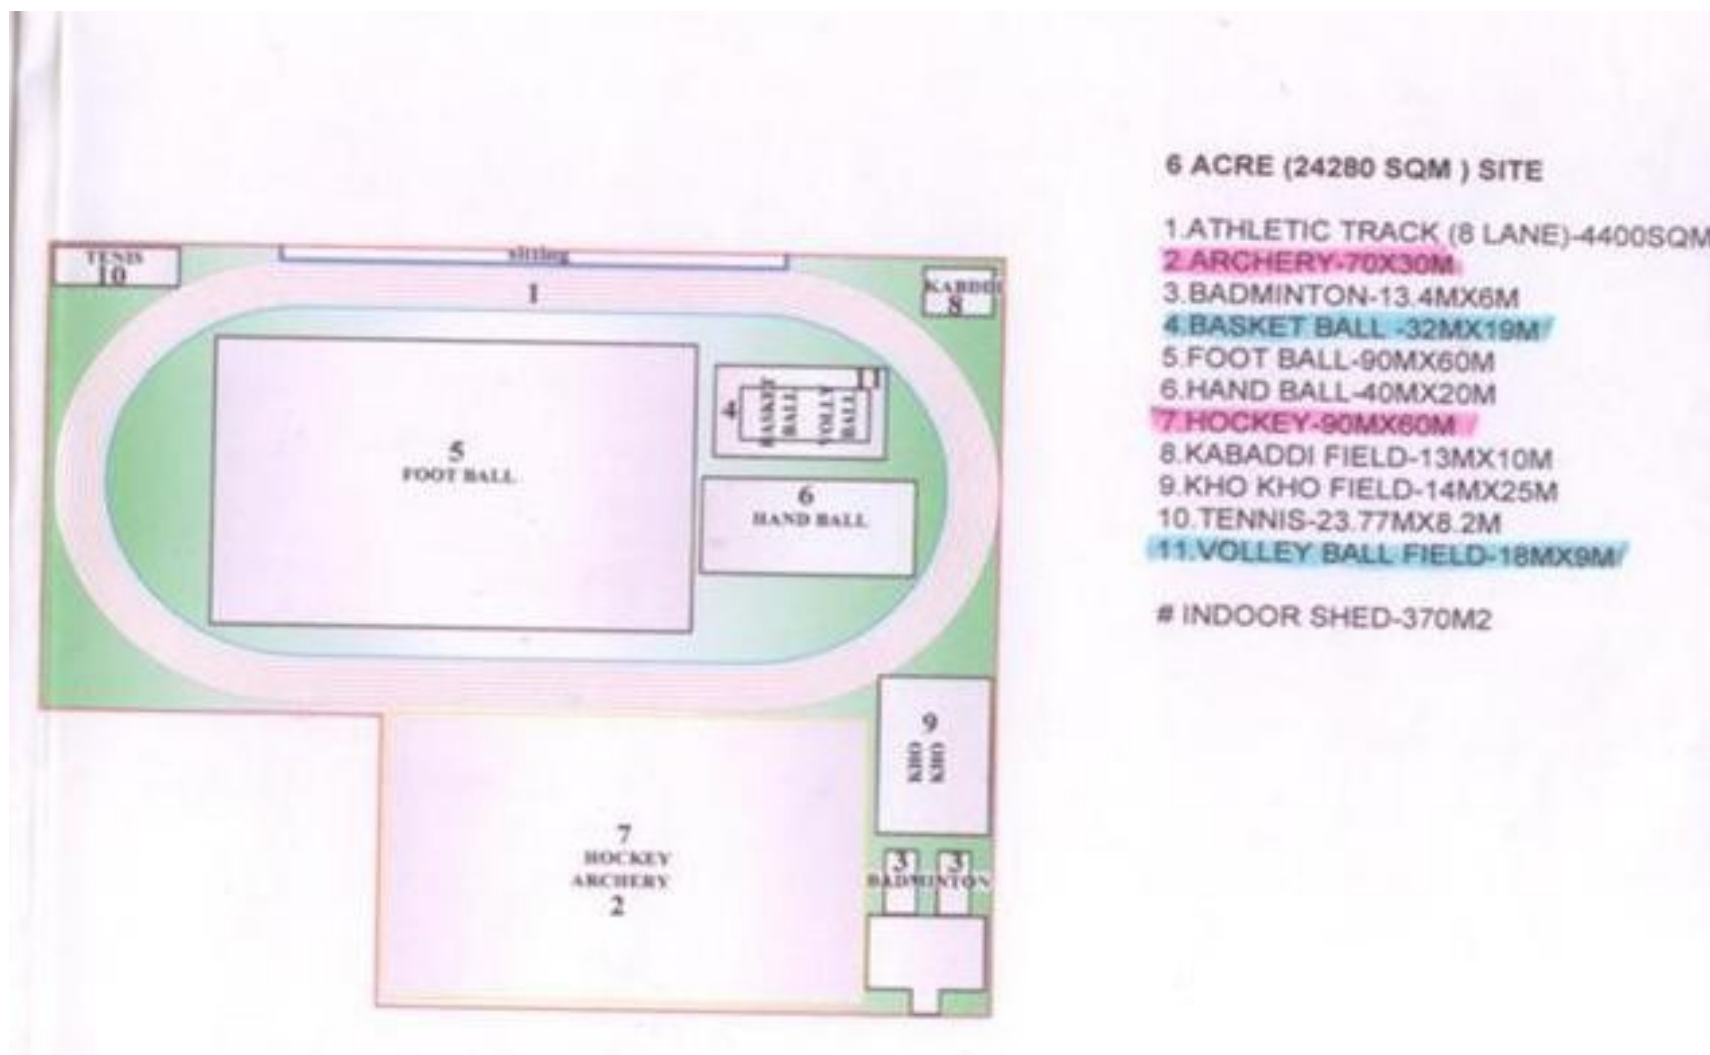 TENIS
10
sitting
KABDDI
8
1
11
4
BASKET
BALL
VOLLY
BALL
5
FOOT BALL
6
HAND BALL
9
KHO
KHO
7
HOCKEY
ARCHERY
2
3
3
BADMINTON
6 ACRE (24280 SQM ) SITE
1.ATHLETIC TRACK (8 LANE)-4400SQM
2.ARCHERY-70X30M
3.BADMINTON-13.4MX6M
4.BASKET BALL -32MX19M
5.FOOT BALL-90MX60M
6.HAND BALL-40MX20M
7.HOCKEY-90MX60M
8.KABADDI FIELD-13MX10M
9.KHO KHO FIELD-14MX25M
10.TENNIS-23.77MX8.2M
11.VOLLEY BALL FIELD-18MX9M
# INDOOR SHED-370M2